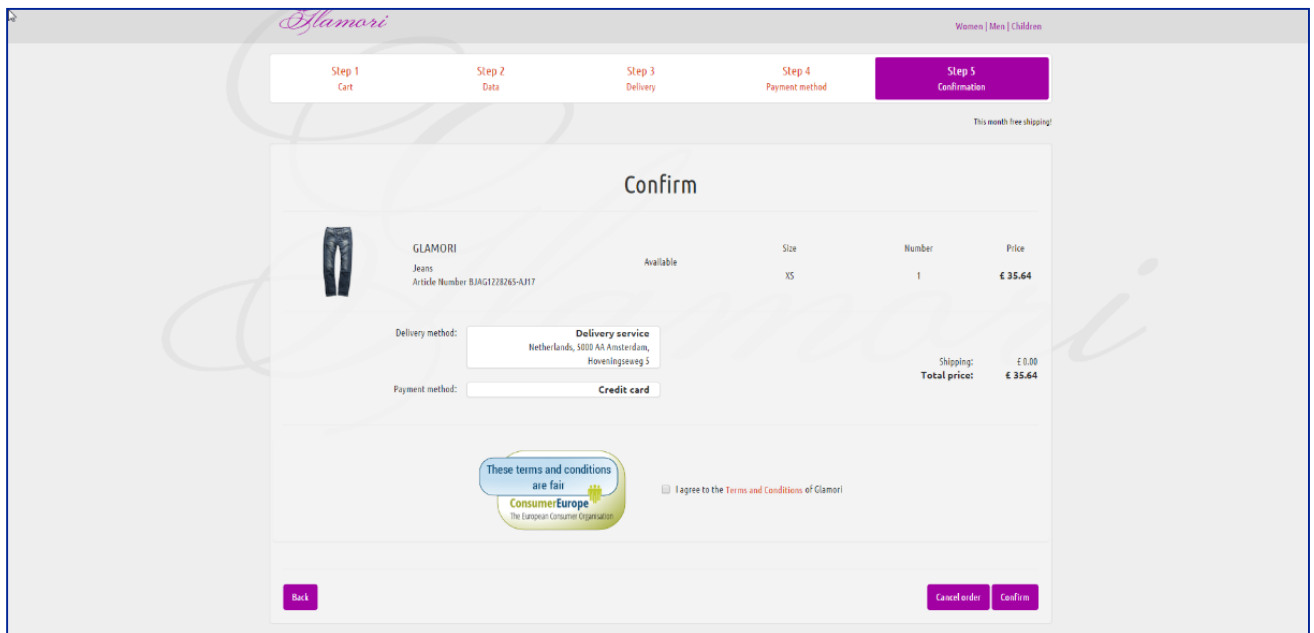 Glamori
Women | Men | Children
Step 1
Cart
Step 2
Data
Step 3
Delivery
Step 4
Payment method
Step 5
Confirmation
This month free shipping!
Confirm
GLAMORI
Jeans
Article Number BJAG1228265-AJ17
Available
Size
XS
Number
1
Price
£ 35.64
Delivery method:
Delivery service
Netherlands, 5000 AA Amsterdam,
Hoveningseweg 5
Shipping: £ 0.00
Total price: £ 35.64
Payment method:
Credit card
These terms and conditions
are fair
ConsumerEurope
The European Consumer Organisation
I agree to the Terms and Conditions of Glamori
Back
Cancel order
Confirm
Glamori